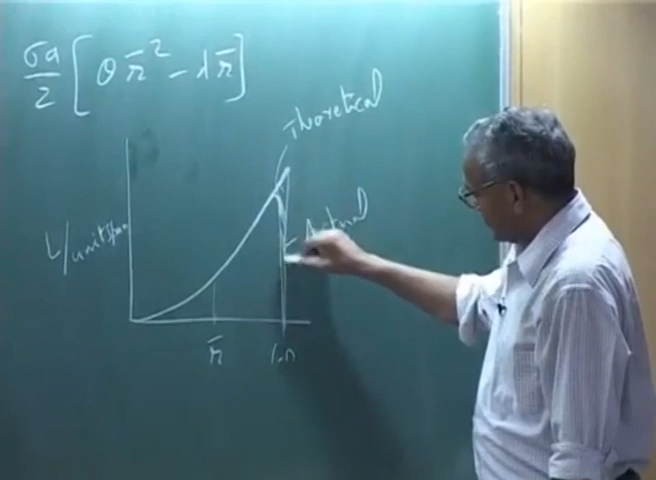 σa/2 [θ r̄² - λ r̄]
Theoretical
Actual
L/unit span
r̄
1.0